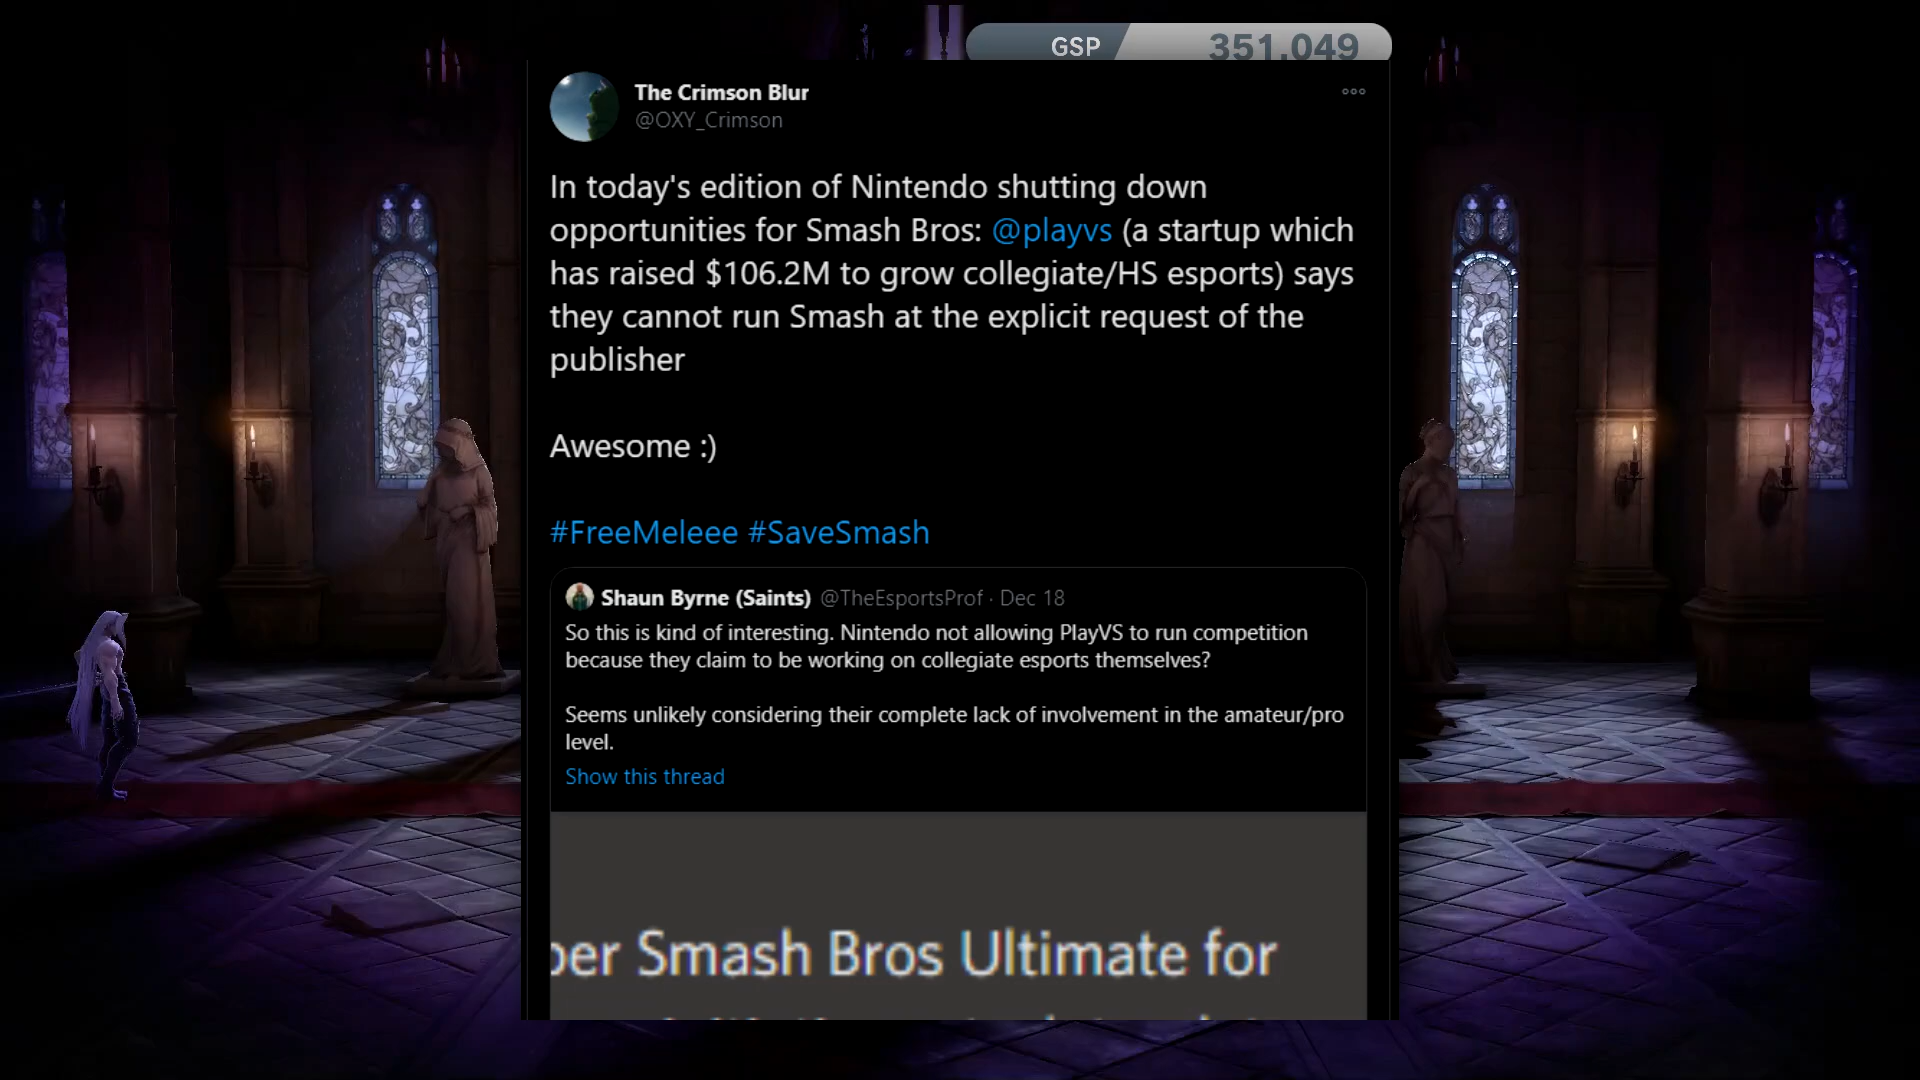 GSP 351.049
The Crimson Blur
@OXY_Crimson
In today's edition of Nintendo shutting down
opportunities for Smash Bros: @playvs (a startup which
has raised $106.2M to grow collegiate/HS esports) says
they cannot run Smash at the explicit request of the
publisher
Awesome :)
#FreeMeleee #SaveSmash
Shaun Byrne (Saints) @TheEsportsProf · Dec 18
So this is kind of interesting. Nintendo not allowing PlayVS to run competition
because they claim to be working on collegiate esports themselves?
Seems unlikely considering their complete lack of involvement in the amateur/pro
level.
Show this thread
per Smash Bros Ultimate for